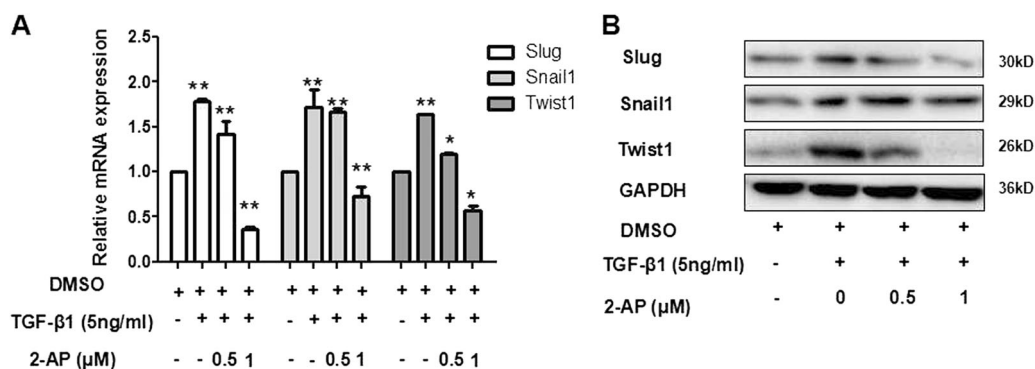 A
Relative mRNA expression
2.5
2.0
1.5
1.0
0.5
0.0
** ** ** ** ** ** ** * *
Slug
Snail1
Twist1
DMSO + + + + + + + + + + + +
TGF-β1 (5ng/ml) - + + + - + + + - + + +
2-AP (μM) - - 0.5 1 - - 0.5 1 - - 0.5 1
B
Slug 30kD
Snail1 29kD
Twist1 26kD
GAPDH 36kD
DMSO + + + +
TGF-β1 (5ng/ml) - + + +
2-AP (μM) - 0 0.5 1